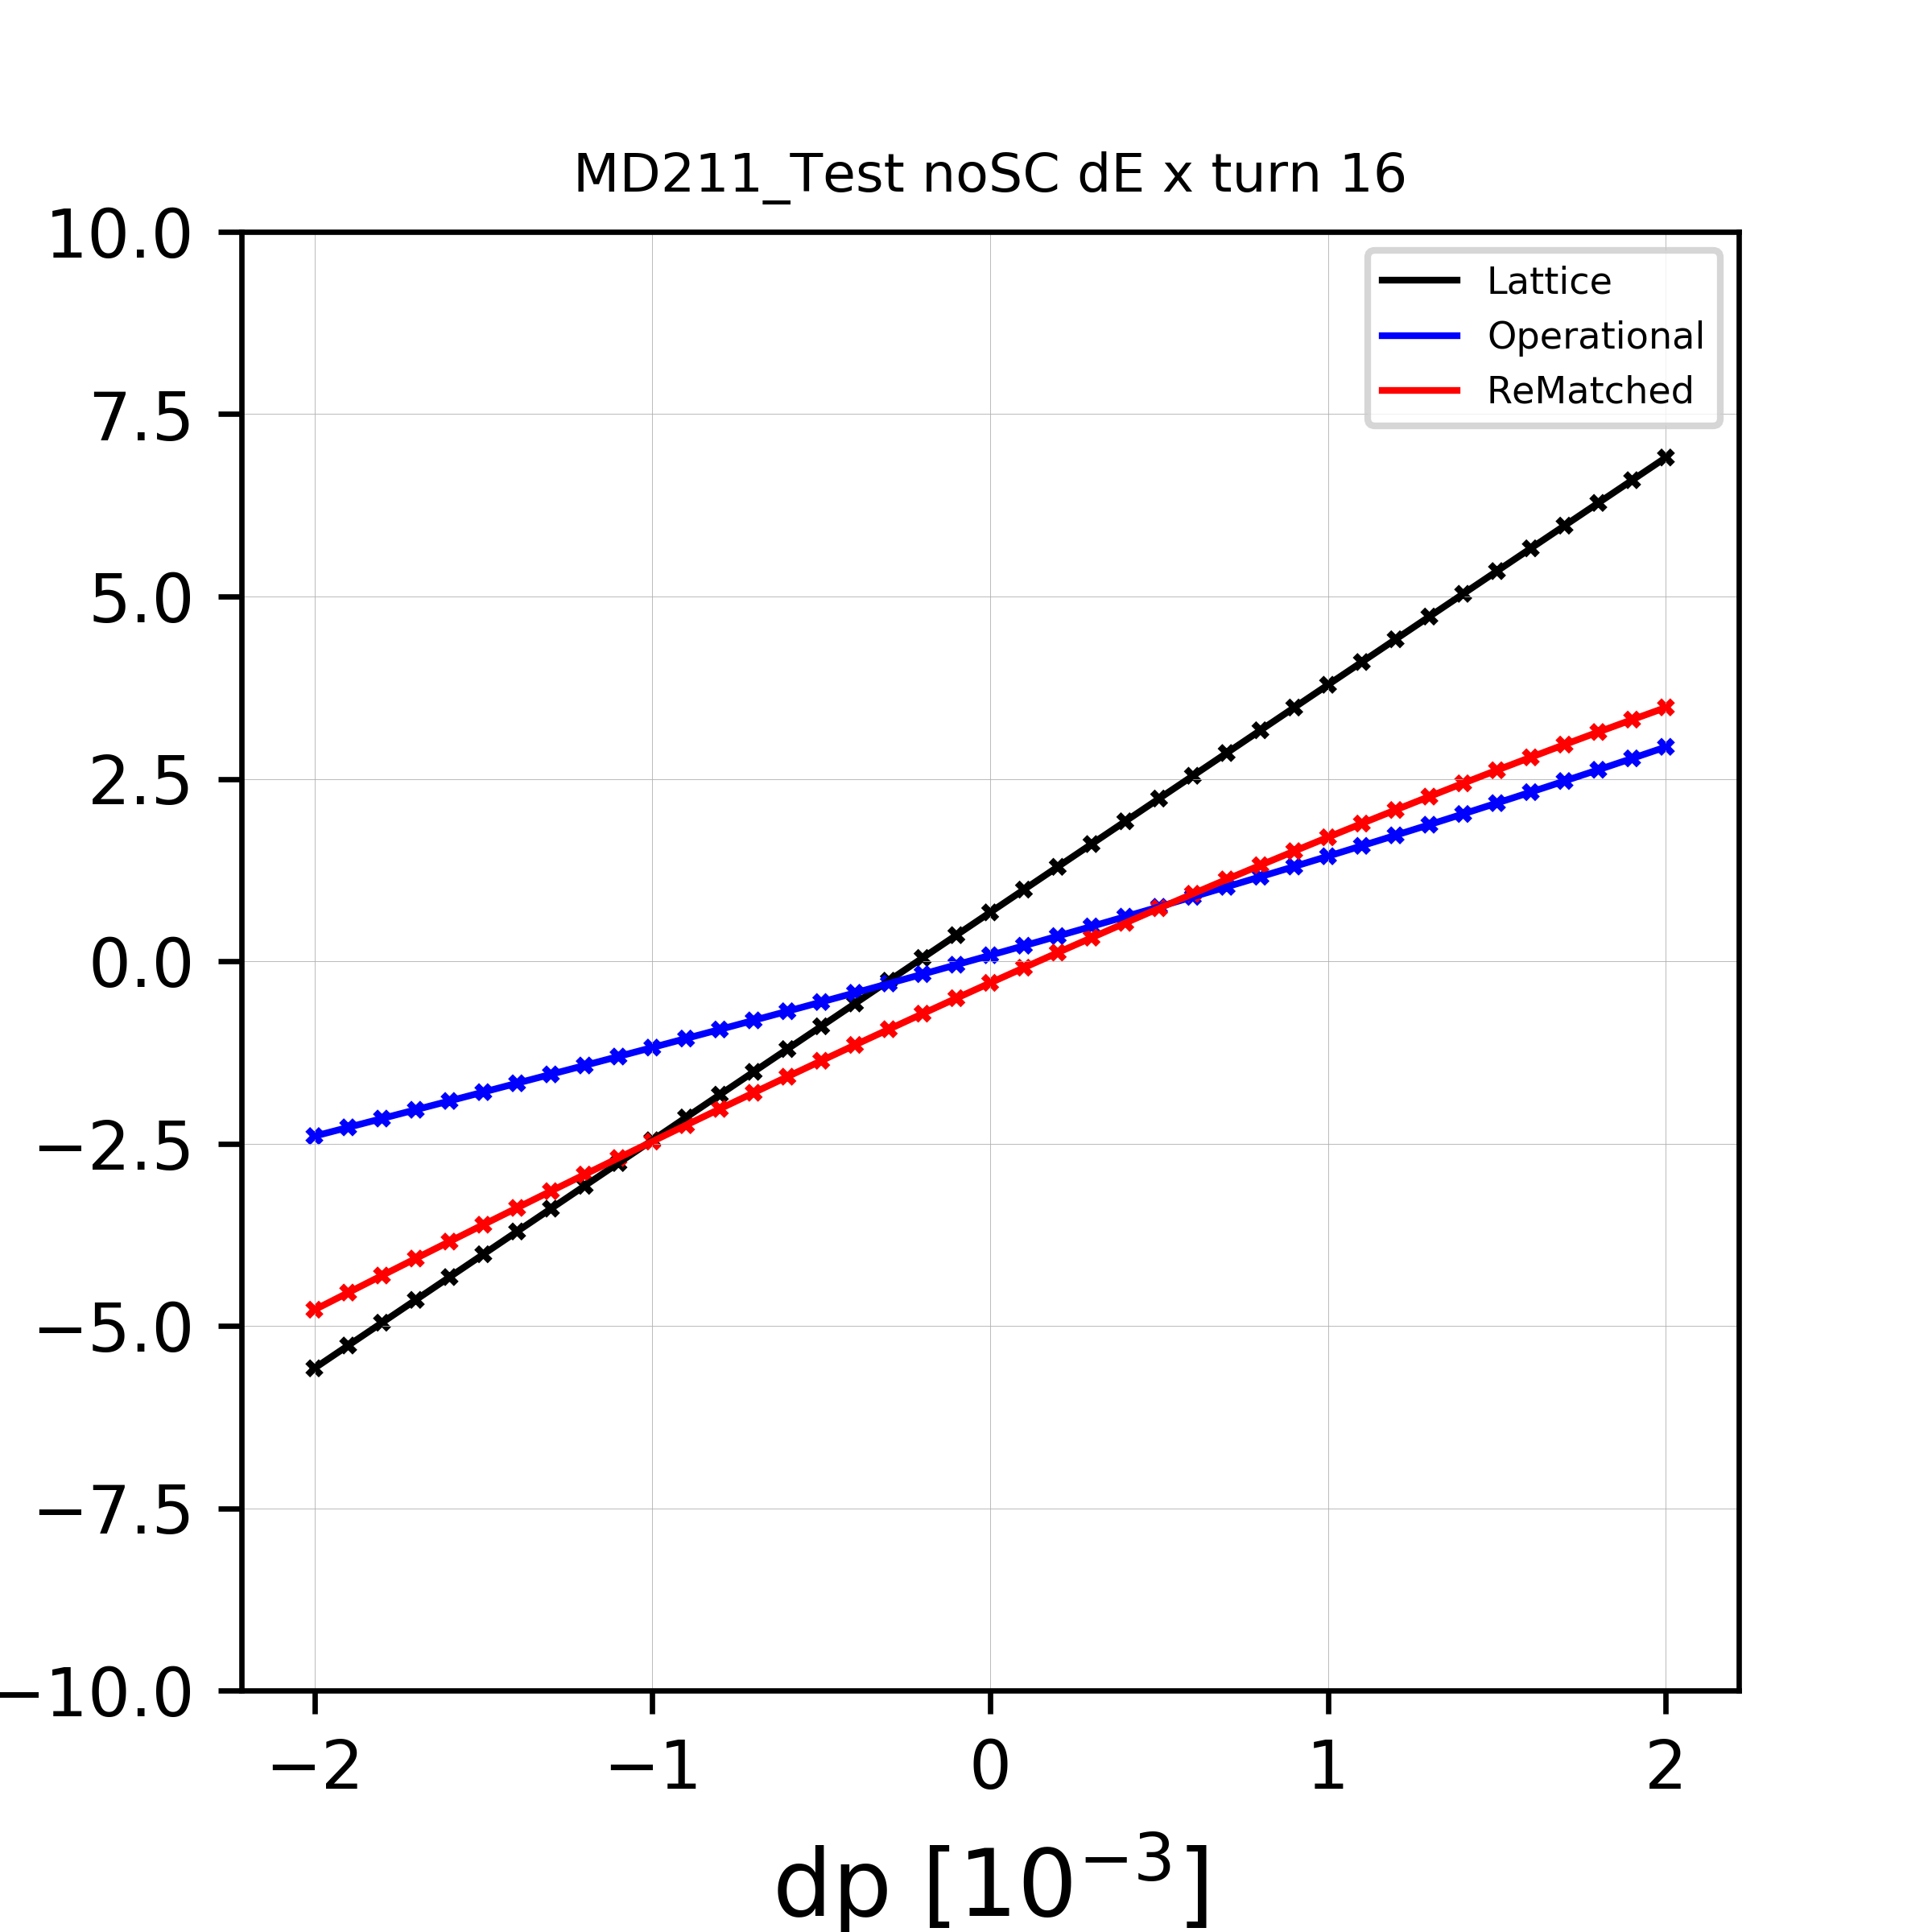 MD211_Test noSC dE x turn 16
10.0
7.5
5.0
2.5
0.0
−2.5
−5.0
−7.5
−10.0
Lattice
Operational
ReMatched
−2 −1 0 1 2
dp [10⁻³]